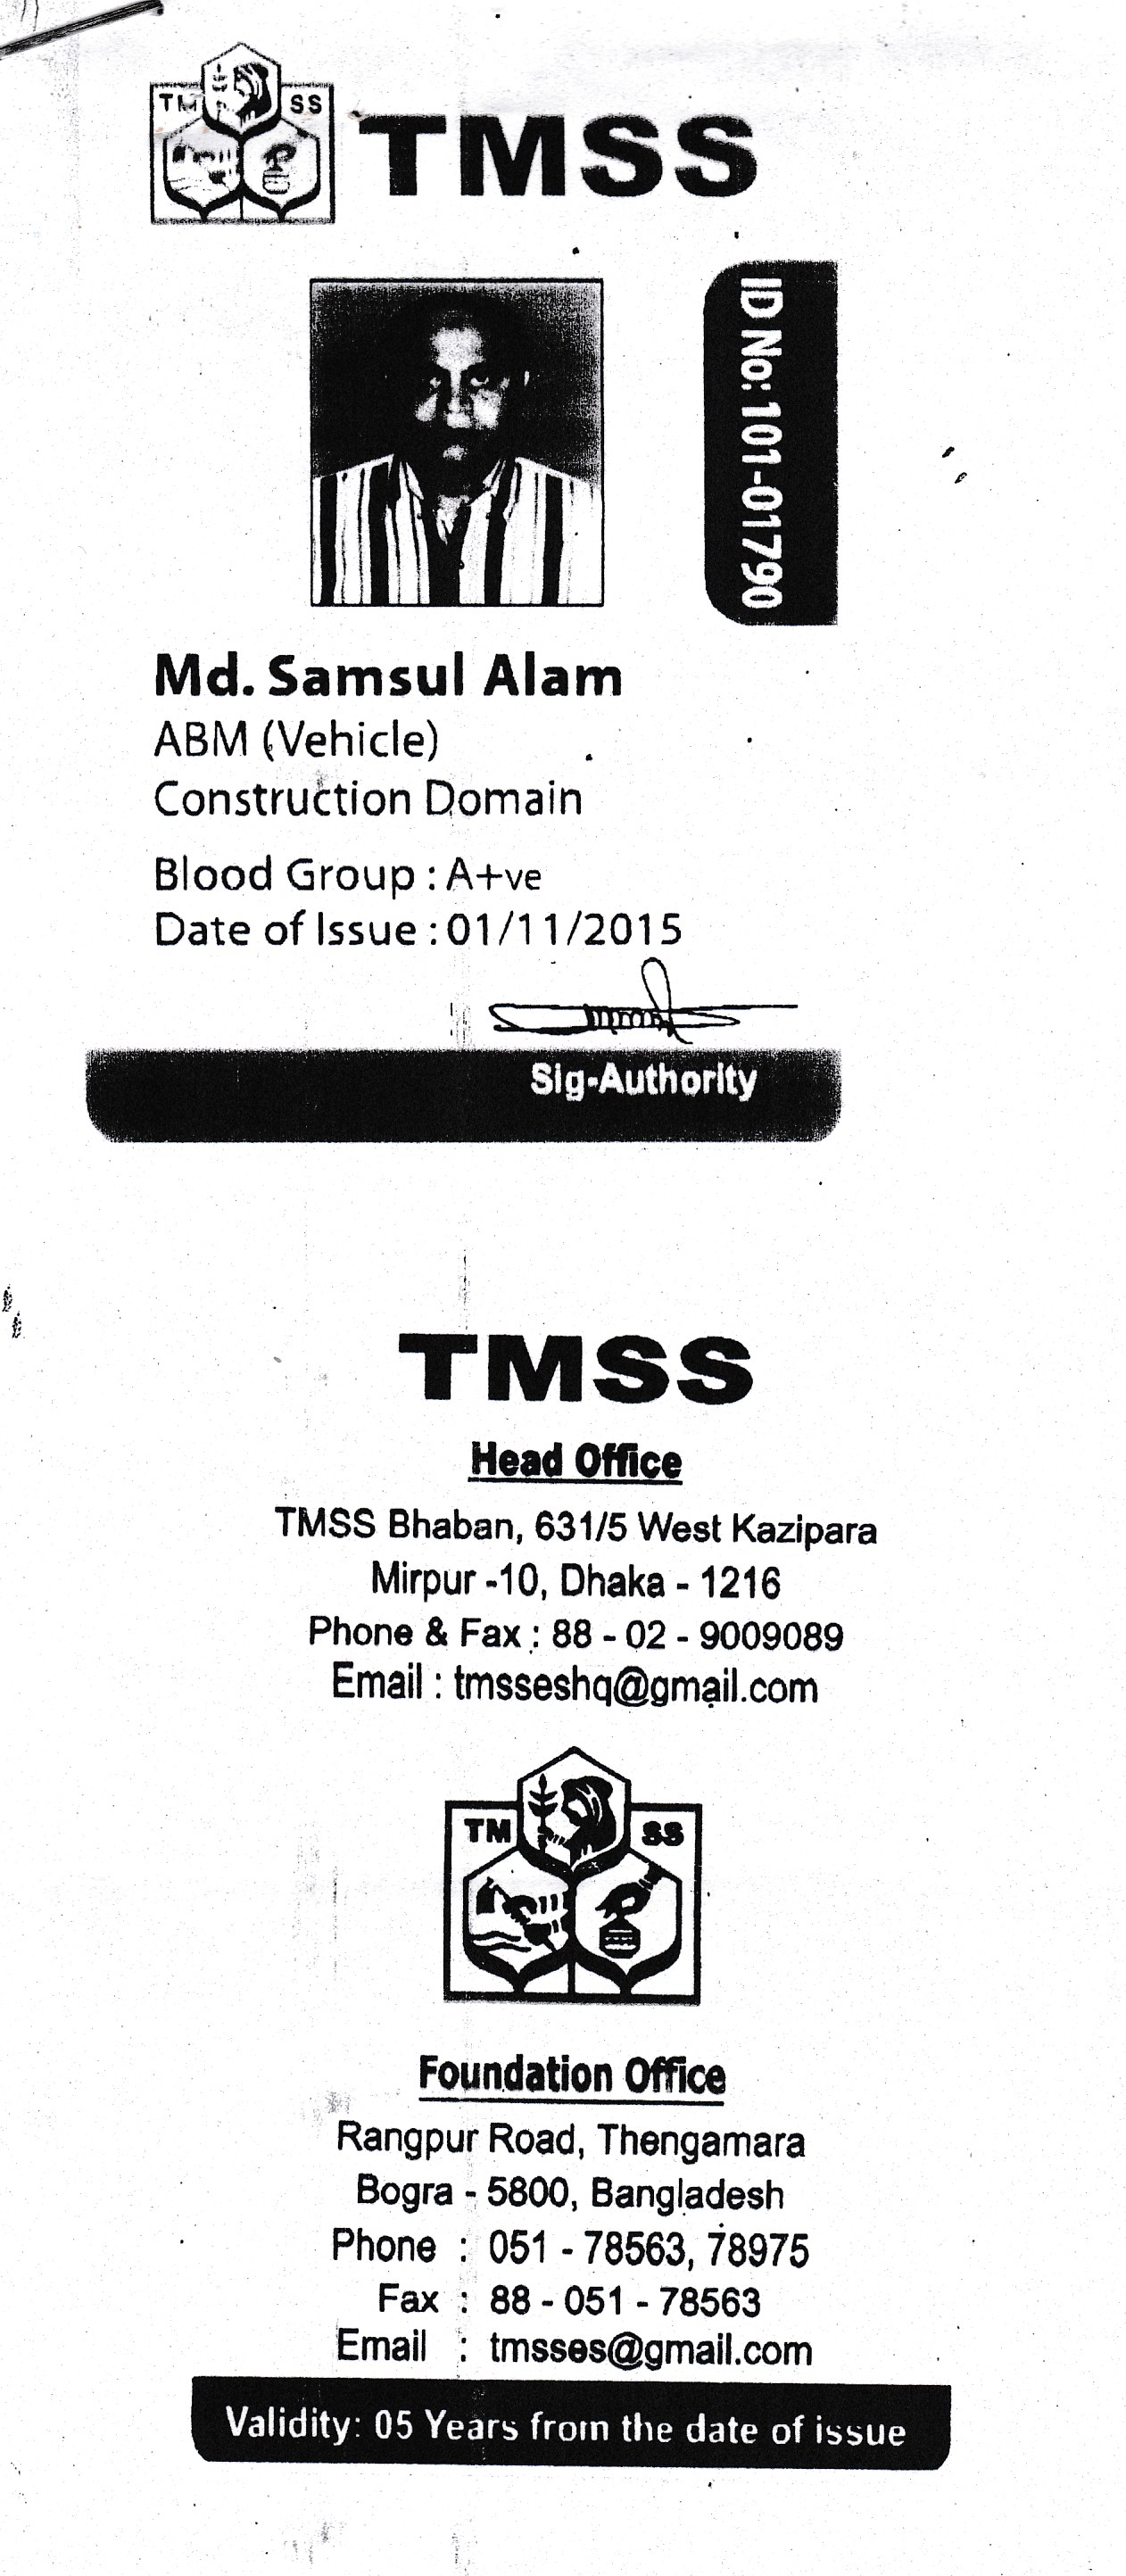 TM SS
TMSS
ID No: 101-01790
Md. Samsul Alam
ABM (Vehicle)
Construction Domain
Blood Group : A+ve
Date of Issue : 01/11/2015
Sig-Authority
TMSS
Head Office
TMSS Bhaban, 631/5 West Kazipara
Mirpur -10, Dhaka - 1216
Phone & Fax : 88 - 02 - 9009089
Email : tmsseshq@gmail.com
TM SS
Foundation Office
Rangpur Road, Thengamara
Bogra - 5800, Bangladesh
Phone : 051 - 78563, 78975
Fax : 88 - 051 - 78563
Email : tmsses@gmail.com
Validity: 05 Years from the date of issue